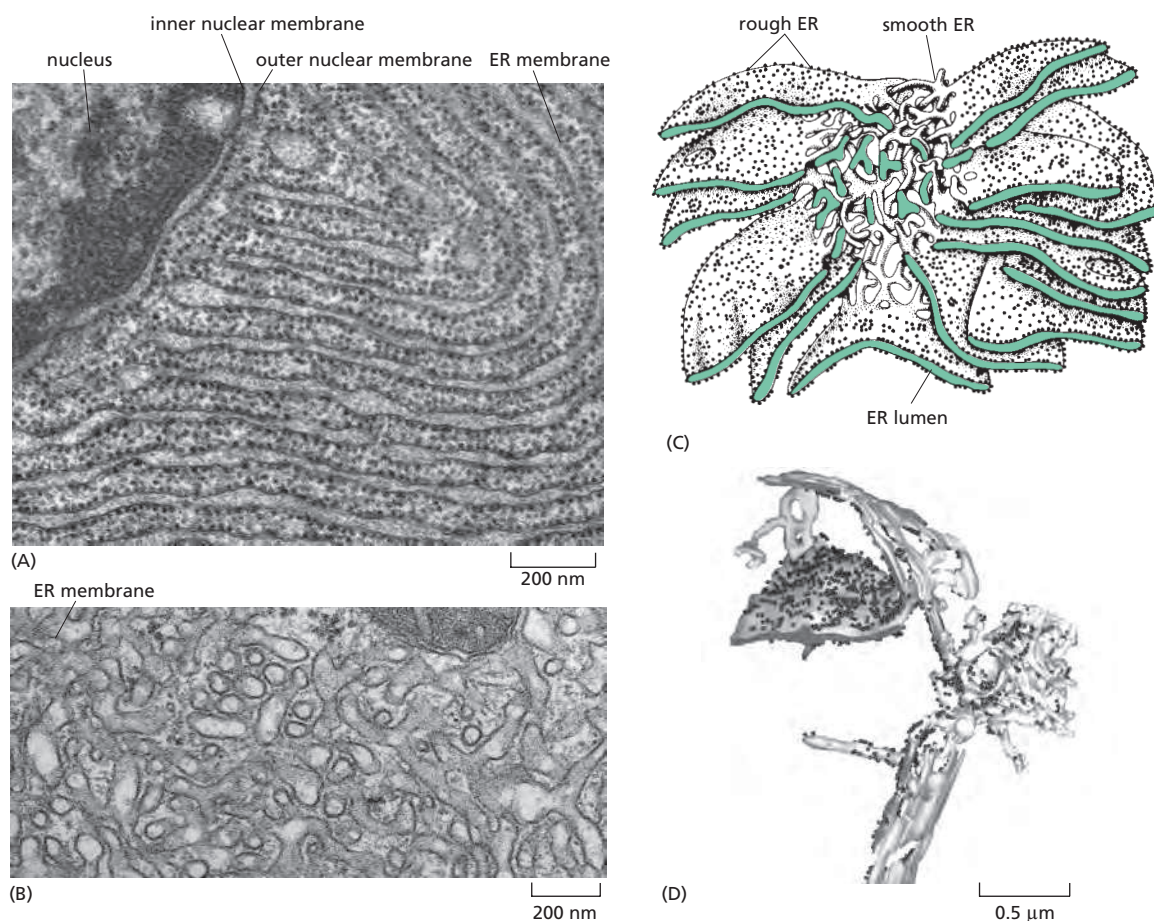 inner nuclear membrane
nucleus
outer nuclear membrane
ER membrane
(A)
200 nm
ER membrane
(B)
200 nm
rough ER
smooth ER
ER lumen
(C)
(D)
0.5 μm